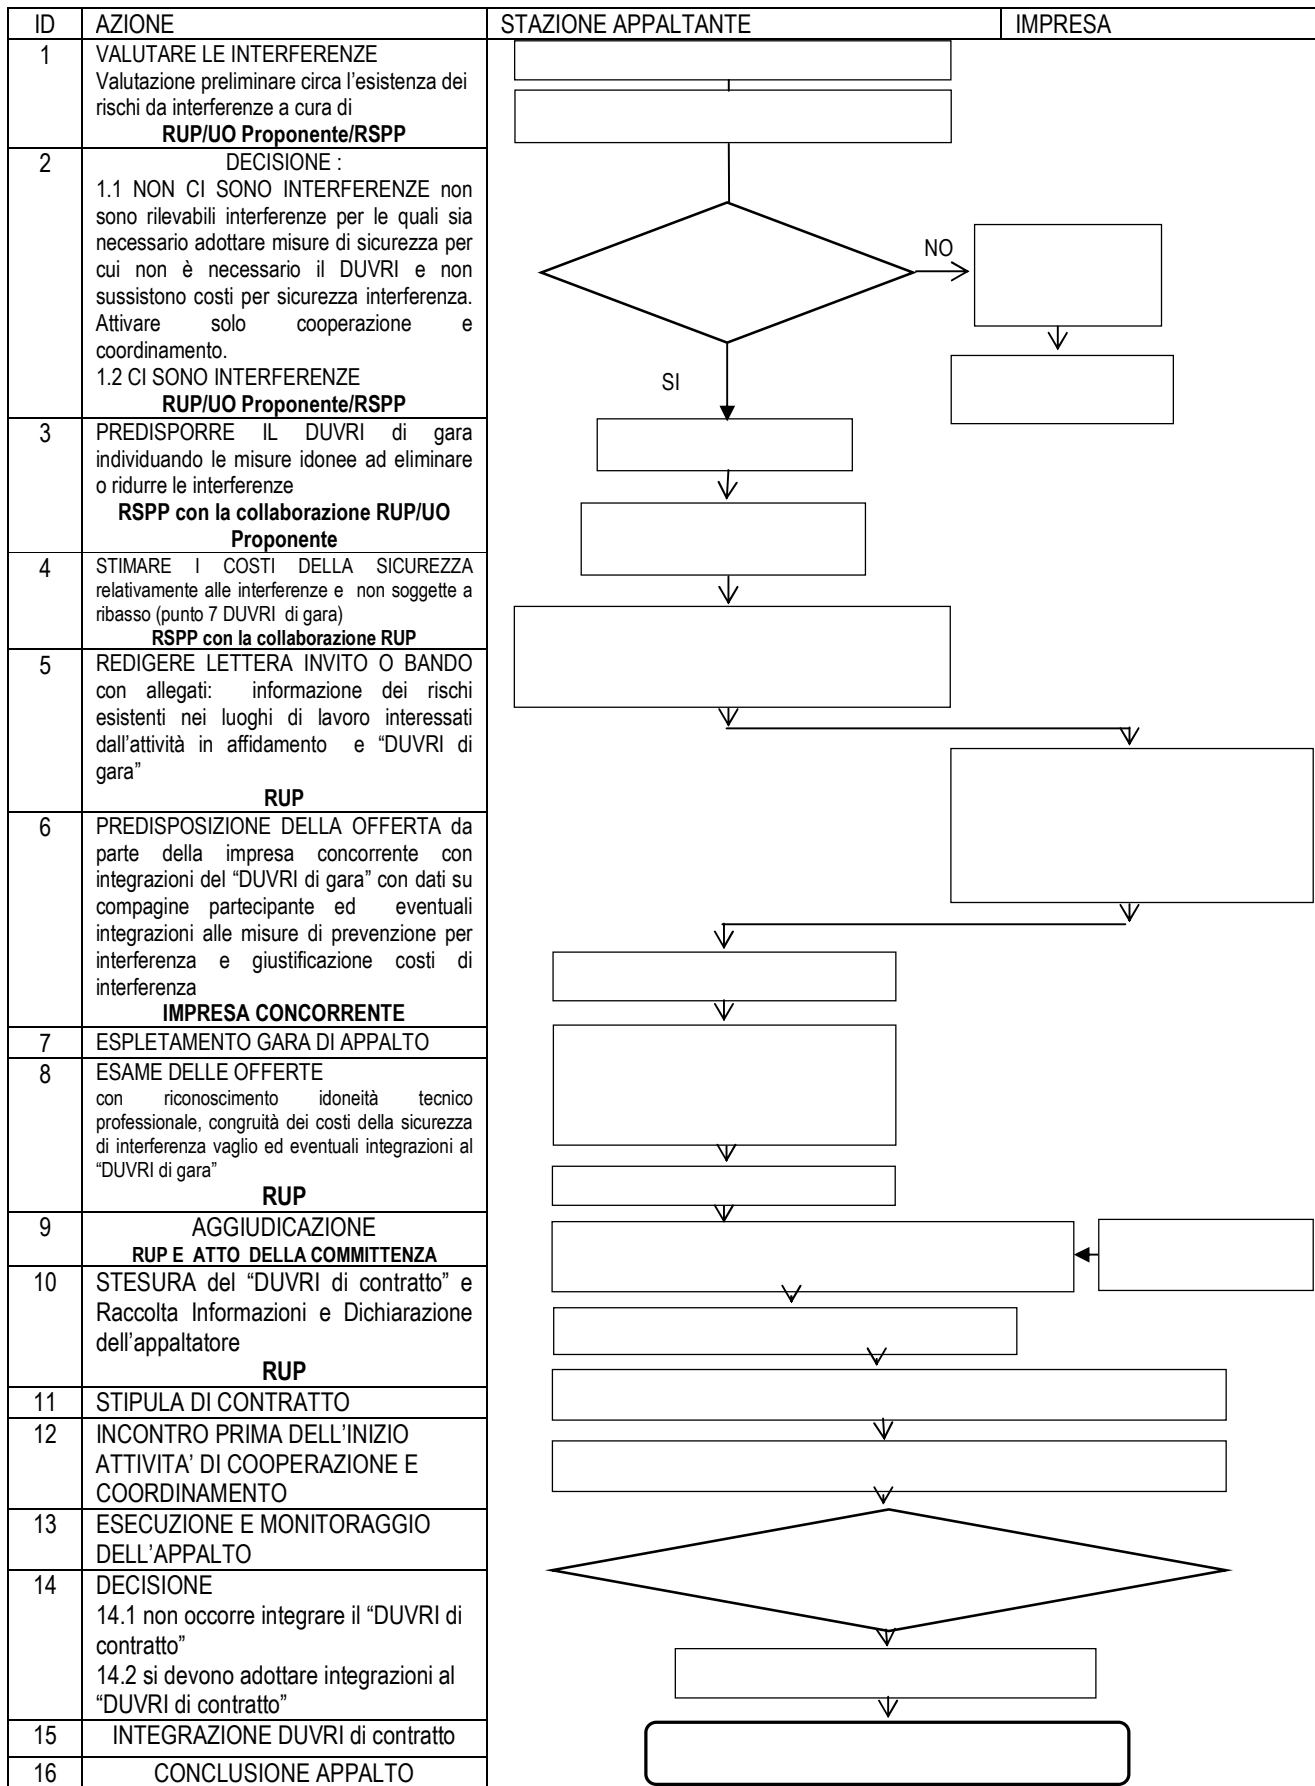 ID AZIONE STAZIONE APPALTANTE IMPRESA
1 VALUTARE LE INTERFERENZE
Valutazione preliminare circa l'esistenza dei
rischi da interferenze a cura di
RUP/UO Proponente/RSPP
2 DECISIONE :
1.1 NON CI SONO INTERFERENZE non
sono rilevabili interferenze per le quali sia
necessario adottare misure di sicurezza per
cui non è necessario il DUVRI e non
sussistono costi per sicurezza interferenza.
Attivare solo cooperazione e
coordinamento.
1.2 CI SONO INTERFERENZE
RUP/UO Proponente/RSPP
NO
SI
3 PREDISPORRE IL DUVRI di gara
individuando le misure idonee ad eliminare
o ridurre le interferenze
RSPP con la collaborazione RUP/UO
Proponente
4 STIMARE I COSTI DELLA SICUREZZA
relativamente alle interferenze e non soggette a
ribasso (punto 7 DUVRI di gara)
RSPP con la collaborazione RUP
5 REDIGERE LETTERA INVITO O BANDO
con allegati: informazione dei rischi
esistenti nei luoghi di lavoro interessati
dall'attività in affidamento e “DUVRI di
gara”
RUP
6 PREDISPOSIZIONE DELLA OFFERTA da
parte della impresa concorrente con
integrazioni del “DUVRI di gara” con dati su
compagine partecipante ed eventuali
integrazioni alle misure di prevenzione per
interferenza e giustificazione costi di
interferenza
IMPRESA CONCORRENTE
7 ESPLETAMENTO GARA DI APPALTO
8 ESAME DELLE OFFERTE
con riconoscimento idoneità tecnico
professionale, congruità dei costi della sicurezza
di interferenza vaglio ed eventuali integrazioni al
“DUVRI di gara”
RUP
9 AGGIUDICAZIONE
RUP E ATTO DELLA COMMITTENZA
10 STESURA del “DUVRI di contratto” e
Raccolta Informazioni e Dichiarazione
dell'appaltatore
RUP
11 STIPULA DI CONTRATTO
12 INCONTRO PRIMA DELL'INIZIO
ATTIVITA' DI COOPERAZIONE E
COORDINAMENTO
13 ESECUZIONE E MONITORAGGIO
DELL'APPALTO
14 DECISIONE
14.1 non occorre integrare il “DUVRI di
contratto”
14.2 si devono adottare integrazioni al
“DUVRI di contratto”
15 INTEGRAZIONE DUVRI di contratto
16 CONCLUSIONE APPALTO